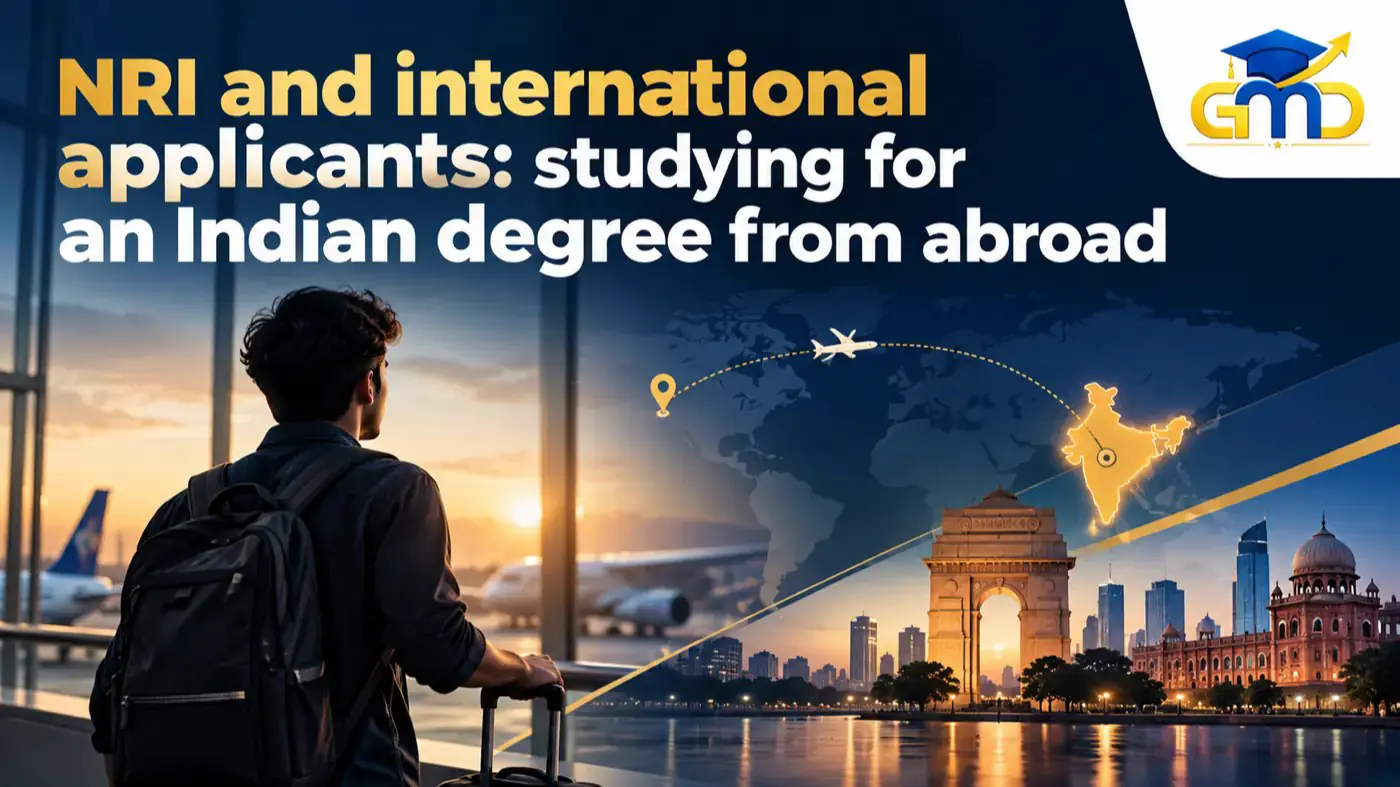 NRI and international
applicants: studying for
an Indian degree from abroad
GMD